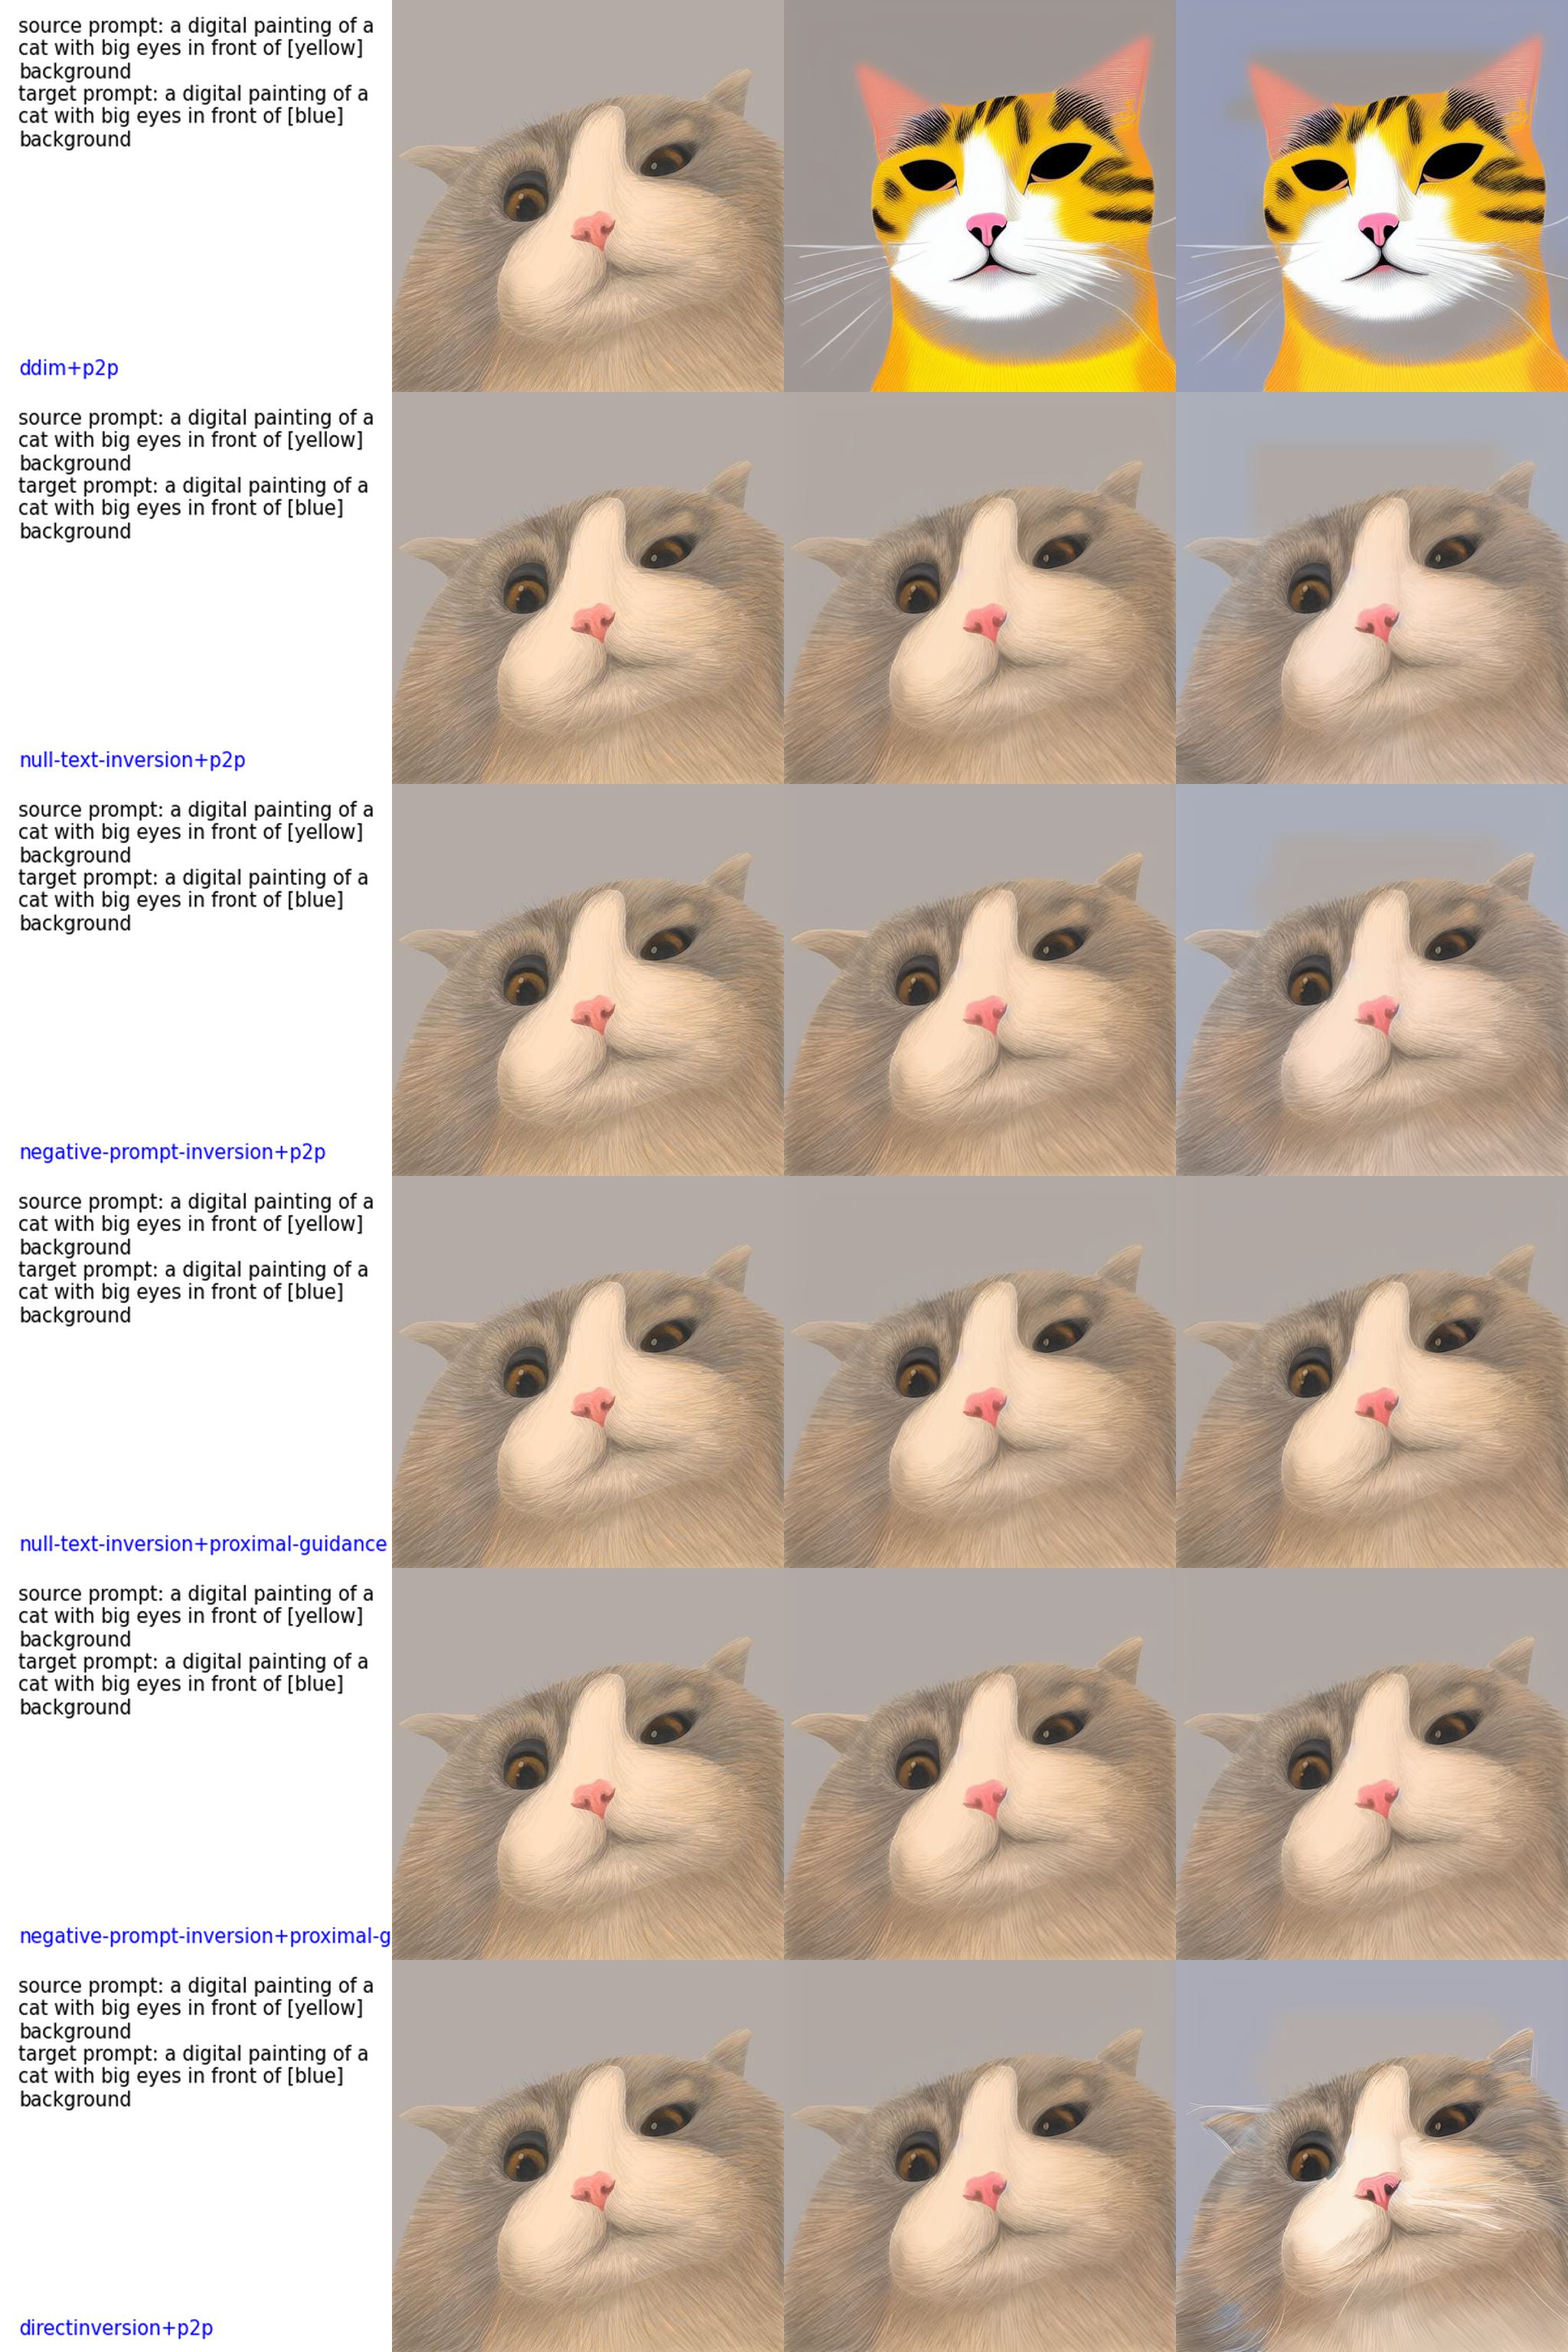 source prompt: a digital painting of a
cat with big eyes in front of [yellow]
background
target prompt: a digital painting of a
cat with big eyes in front of [blue]
background
ddim+p2p
source prompt: a digital painting of a
cat with big eyes in front of [yellow]
background
target prompt: a digital painting of a
cat with big eyes in front of [blue]
background
null-text-inversion+p2p
source prompt: a digital painting of a
cat with big eyes in front of [yellow]
background
target prompt: a digital painting of a
cat with big eyes in front of [blue]
background
negative-prompt-inversion+p2p
source prompt: a digital painting of a
cat with big eyes in front of [yellow]
background
target prompt: a digital painting of a
cat with big eyes in front of [blue]
background
null-text-inversion+proximal-guidance
source prompt: a digital painting of a
cat with big eyes in front of [yellow]
background
target prompt: a digital painting of a
cat with big eyes in front of [blue]
background
negative-prompt-inversion+proximal-g
source prompt: a digital painting of a
cat with big eyes in front of [yellow]
background
target prompt: a digital painting of a
cat with big eyes in front of [blue]
background
directinversion+p2p